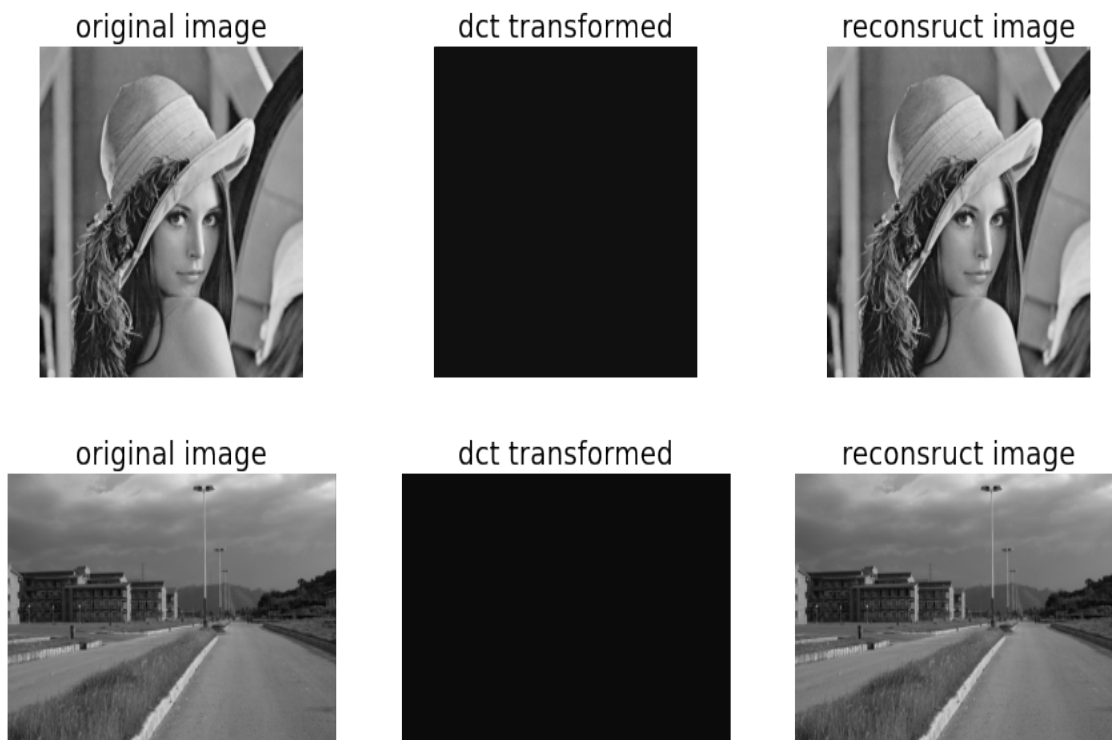 original image
dct transformed
reconsruct image
original image
dct transformed
reconsruct image